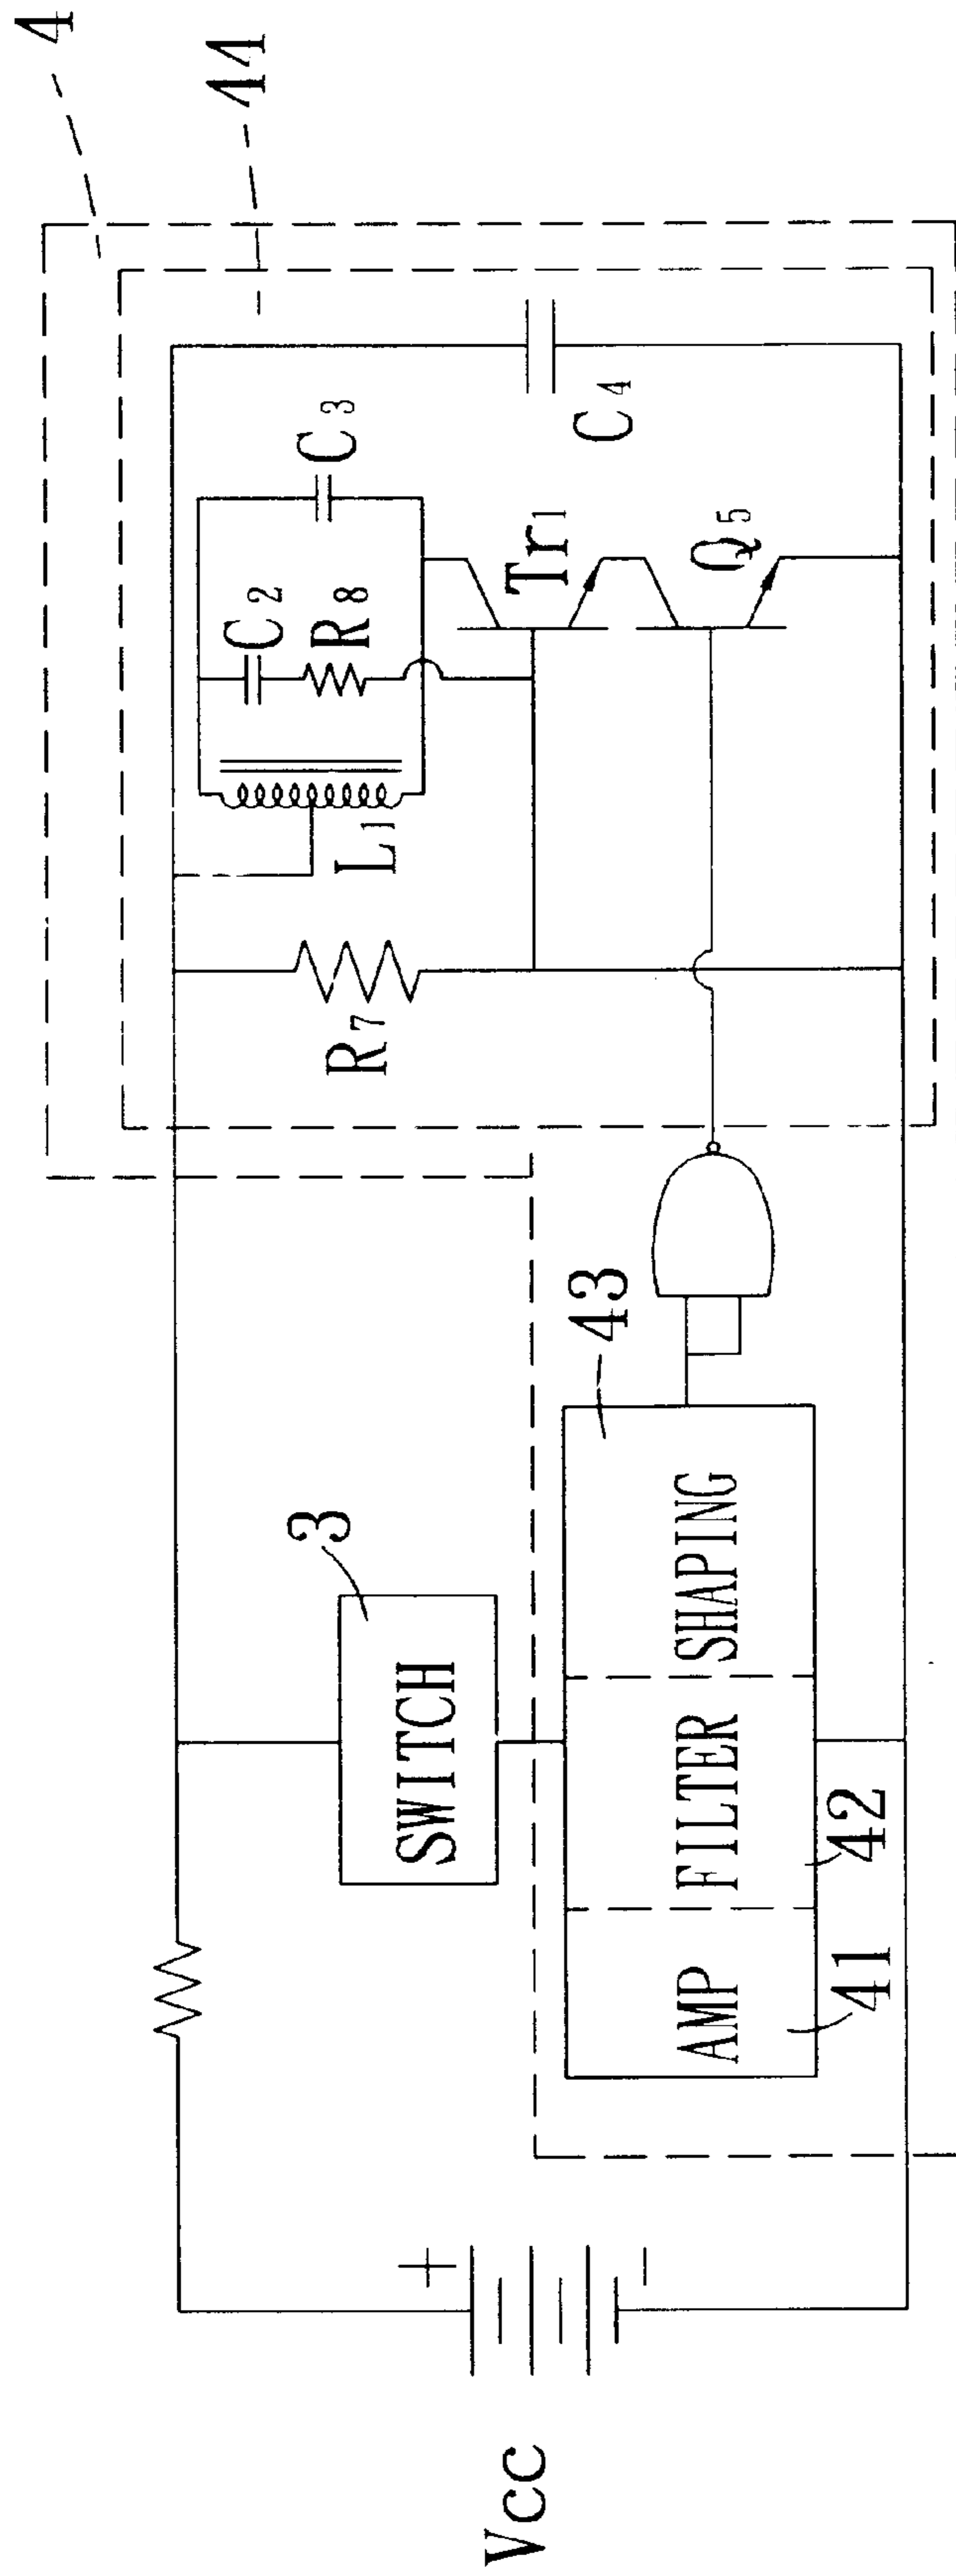 4
44
C3
C2
R8
Tr1
C4
Q5
L1
R7
43
3
SWITCH
SHAPING
FILTER
AMP
42
41
+
-
Vcc